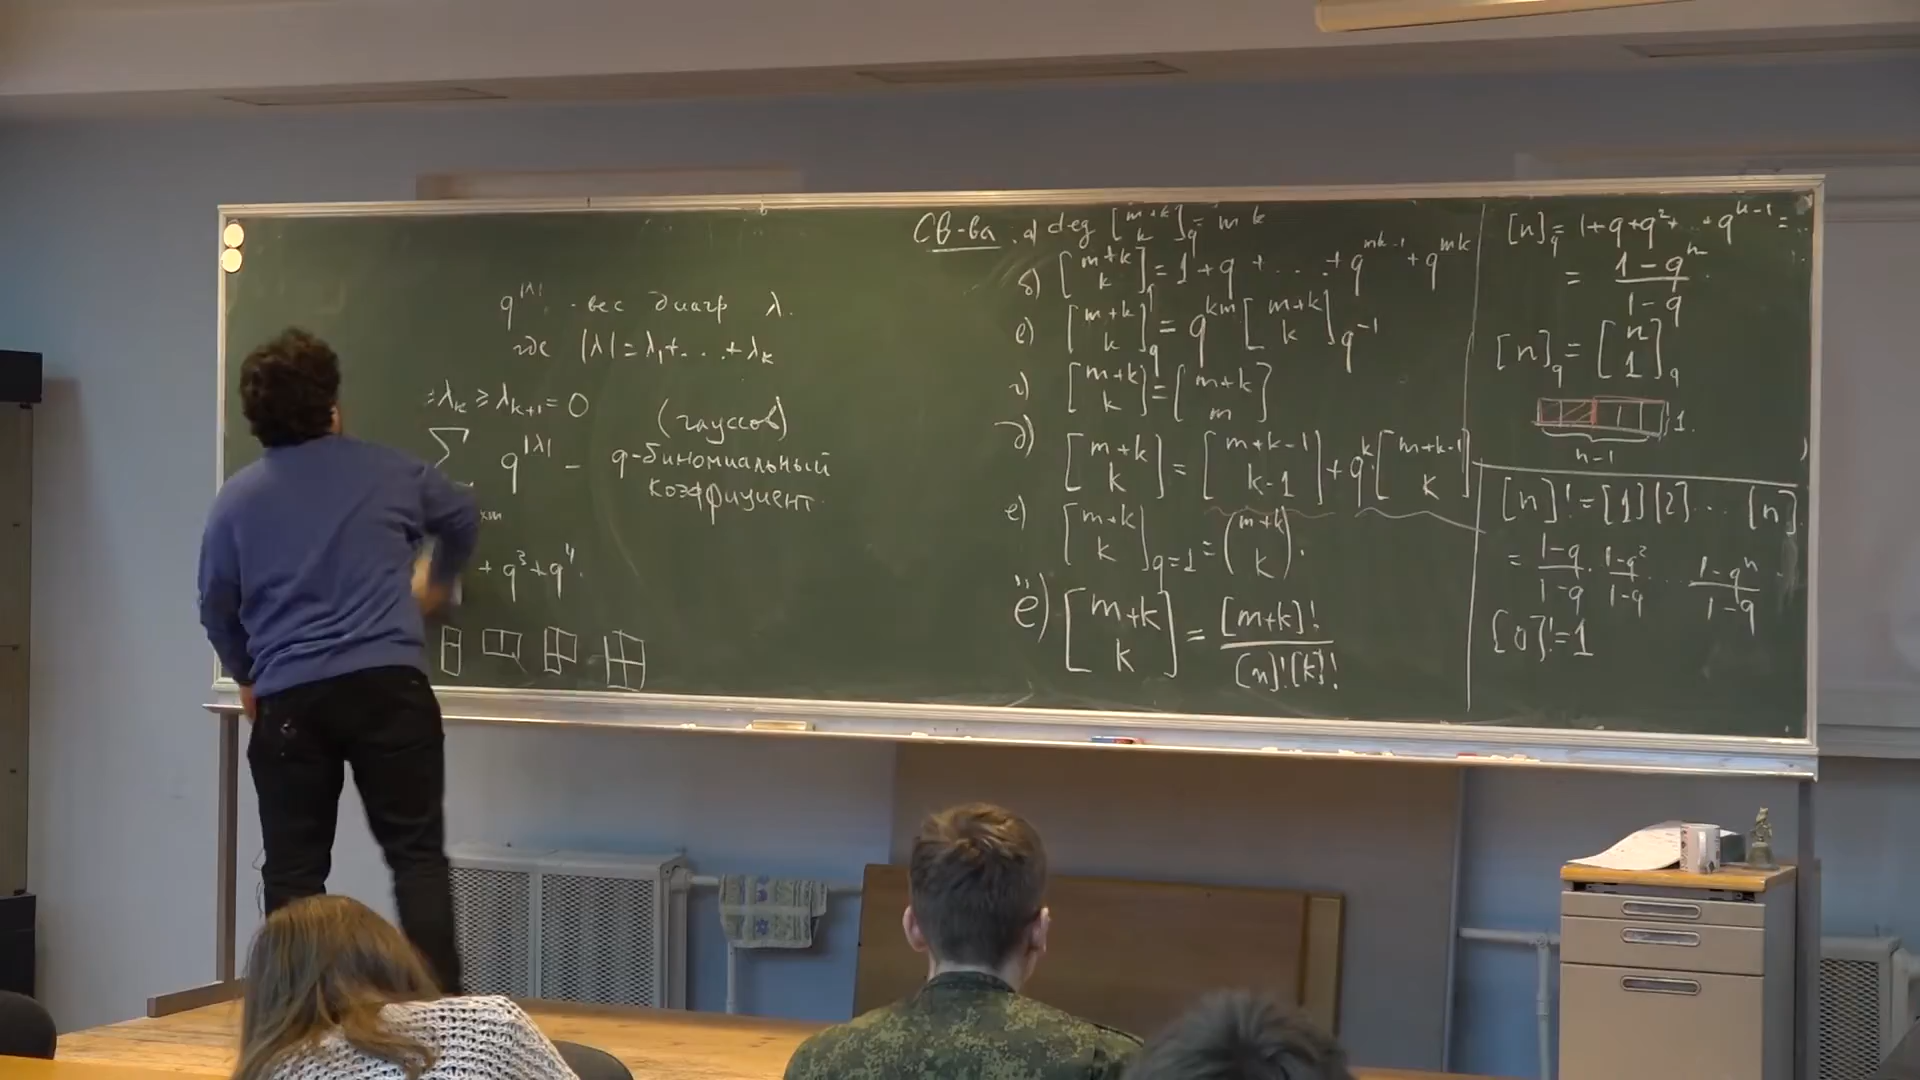 q^{|λ|} - вес диагр λ.
где |λ| = λ_1 + ... + λ_k
≥ λ_k ≥ λ_{k+1} = 0
(гауссов)
Σ q^{|λ|} - q-биномиальный
коэффициент.
km
+ q^3 + q^4.
Св-ва: а) deg [m+k k]_q = mk
б) [m+k k]_q = 1 + q + ... + q^{mk-1} + q^{mk}
в) [m+k k]_q = q^{km} [m+k k]_{q^{-1}}
г) [m+k k] = [m+k m]
д) [m+k k] = [m+k-1 k-1] + q^k [m+k-1 k]
е) [m+k k]_{q=1} = (m+k k).
ё) [m+k k] = [m+k]! / [m]! [k]!
[n]_q = 1 + q + q^2 + ... + q^{n-1} =
= (1 - q^n) / (1 - q)
[n]_q = [n 1]_q
1.
n-1
[n]! = [1][2] ... [n]
= (1-q)/(1-q) · (1-q^2)/(1-q) ... (1-q^n)/(1-q)
[0]! = 1